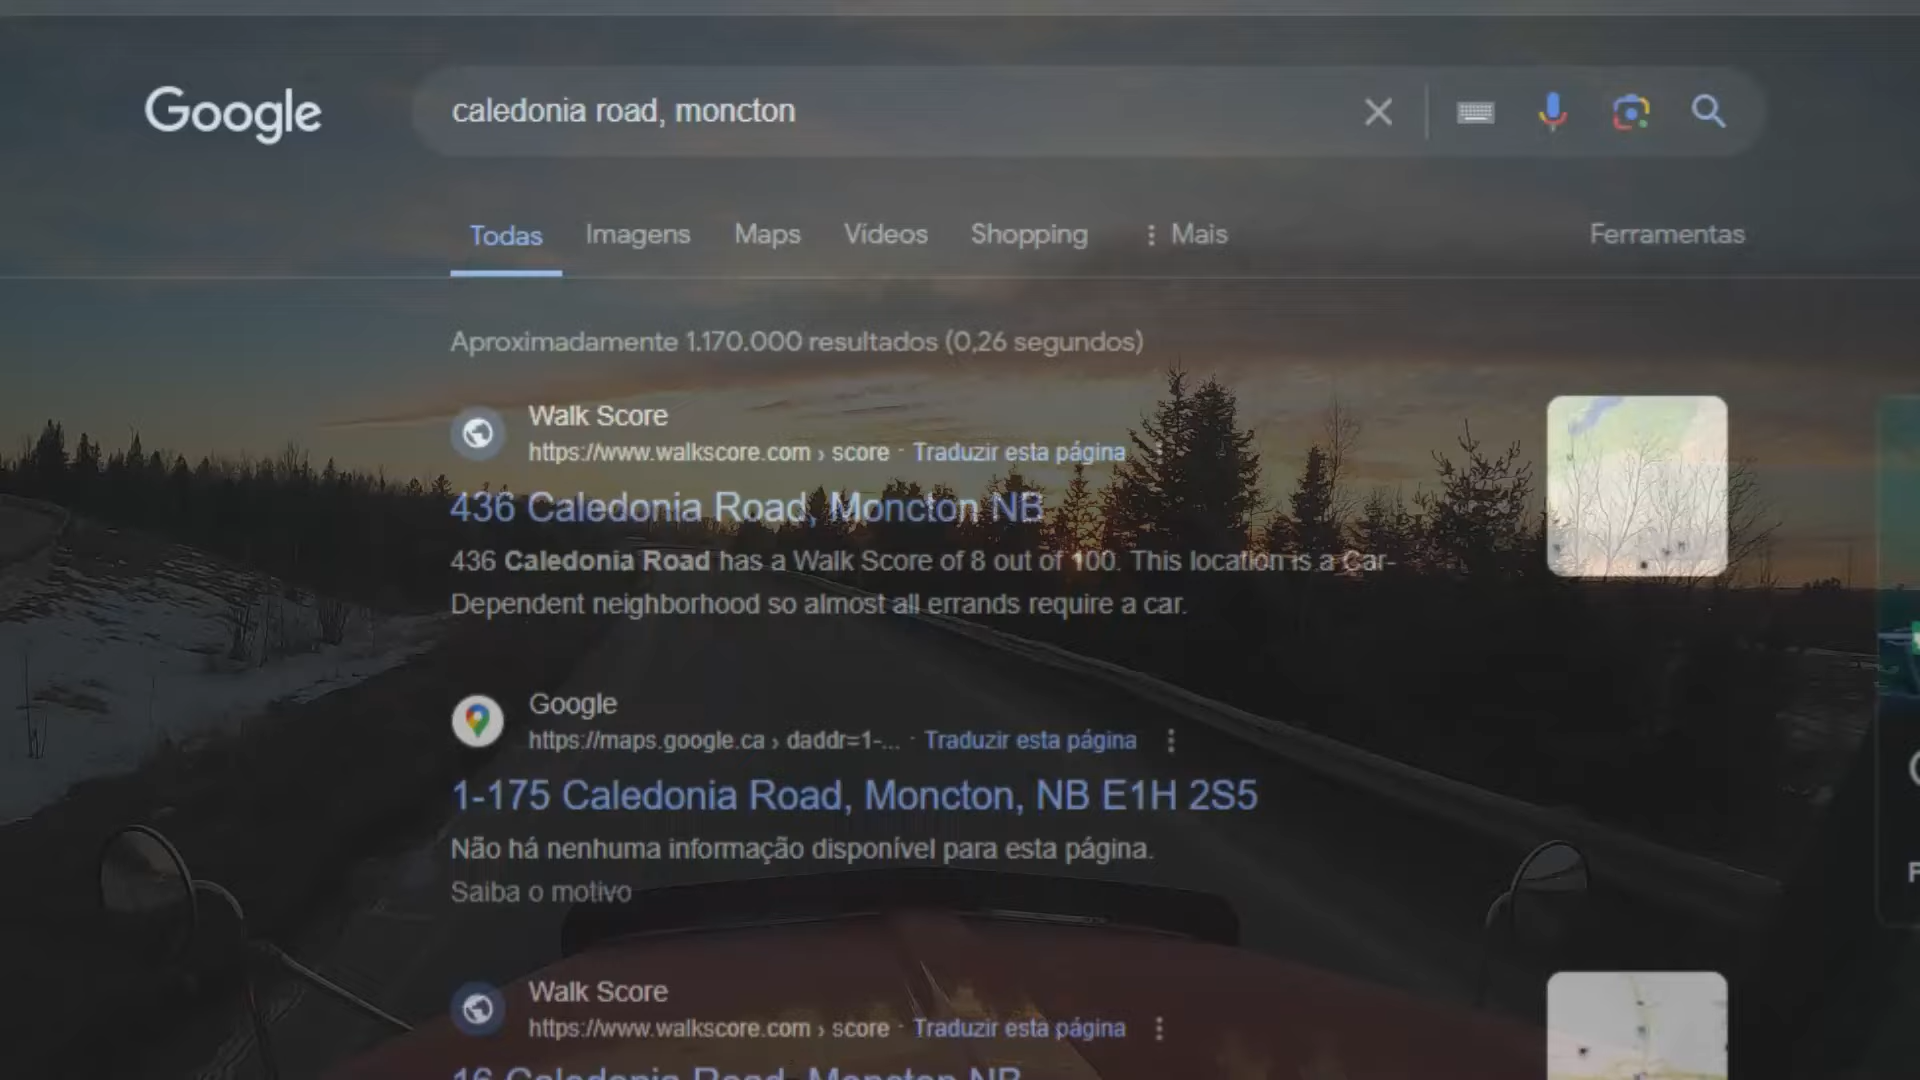 Google
caledonia road, moncton
Todas Imagens Maps Vídeos Shopping Mais Ferramentas
Aproximadamente 1.170.000 resultados (0,26 segundos)
Walk Score
https://www.walkscore.com › score · Traduzir esta página
436 Caledonia Road, Moncton NB
436 Caledonia Road has a Walk Score of 8 out of 100. This location is a Car-
Dependent neighborhood so almost all errands require a car.
Google
https://maps.google.ca › daddr=1-... · Traduzir esta página
1-175 Caledonia Road, Moncton, NB E1H 2S5
Não há nenhuma informação disponível para esta página.
Saiba o motivo
Walk Score
https://www.walkscore.com › score · Traduzir esta página
16 Caledonia Road, Moncton NB